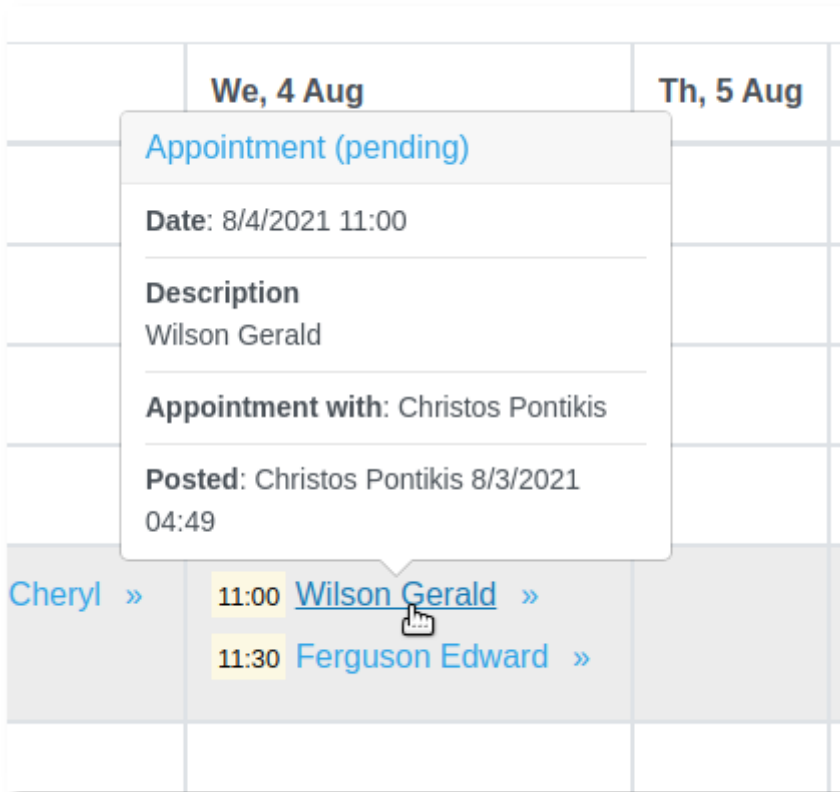 We, 4 Aug
Th, 5 Aug
Appointment (pending)
Date: 8/4/2021 11:00
Description
Wilson Gerald
Appointment with: Christos Pontikis
Posted: Christos Pontikis 8/3/2021
04:49
Cheryl »
11:00 Wilson Gerald »
11:30 Ferguson Edward »